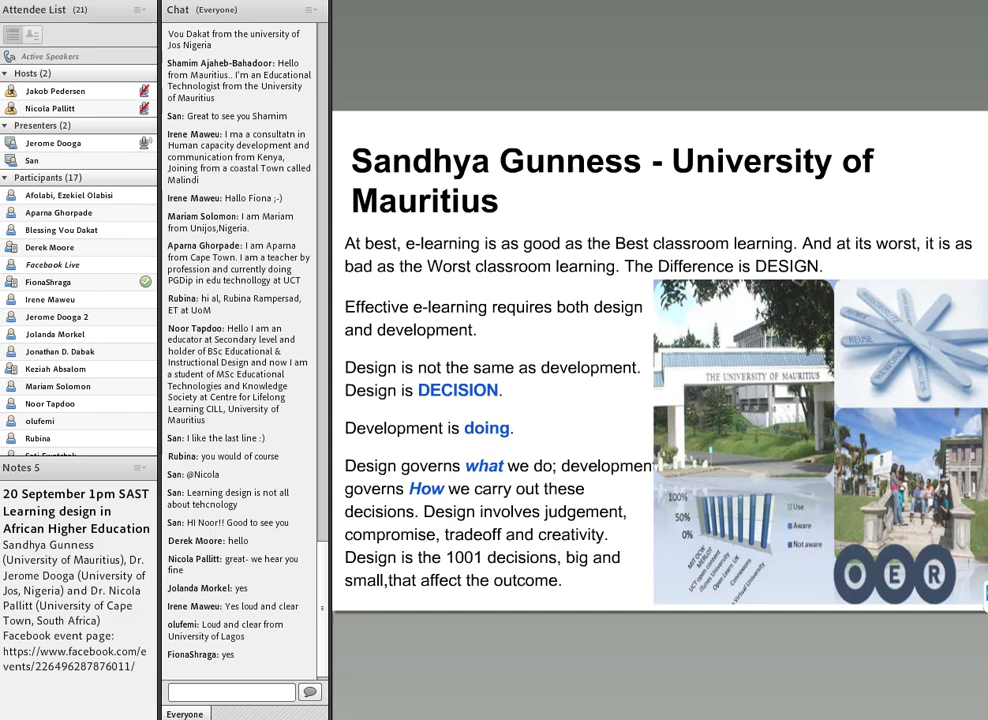 Attendee List (21)
Active Speakers
Hosts (2)
Jakob Pedersen
Nicola Pallitt
Presenters (2)
Jerome Dooga
San
Participants (17)
Afolabi, Ezekiel Olabisi
Aparna Ghorpade
Blessing Vou Dakat
Derek Moore
Facebook Live
FionaShraga
Irene Maweu
Jerome Dooga 2
Jolanda Morkel
Jonathan D. Dabak
Keziah Absalom
Mariam Solomon
Noor Tapdoo
olufemi
Rubina
Notes 5
20 September 1pm SAST
Learning design in
African Higher Education
Sandhya Gunness
(University of Mauritius), Dr.
Jerome Dooga (University of
Jos, Nigeria) and Dr. Nicola
Pallitt (University of Cape
Town, South Africa)
Facebook event page:
https://www.facebook.com/e
vents/226496287876011/
Chat (Everyone)
Vou Dakat from the university of
Jos Nigeria
Shamim Ajaheb-Bahadoor: Hello
from Mauritius.. I'm an Educational
Technologist from the University
of Mauritius
San: Great to see you Shamim
Irene Maweu: I ma a consultatn in
Human capacity development and
communication from Kenya,
Joining from a coastal Town called
Malindi
Irene Maweu: Hallo Fiona ;-)
Mariam Solomon: I am Mariam
from Unijos,Nigeria.
Aparna Ghorpade: I am Aparna
from Cape Town. I am a teacher by
profession and currently doing
PGDip in edu technollogy at UCT
Rubina: hi al, Rubina Rampersad,
ET at UoM
Noor Tapdoo: Hello I am an
educator at Secondary level and
holder of BSc Educational &
Instructional Design and now I am
a student of MSc Educational
Technologies and Knowledge
Society at Centre for Lifelong
Learning CILL, University of
Mauritius
San: I like the last line :)
Rubina: you would of course
San: @Nicola
San: Learning design is not all
about tehcnology
San: HI Noor!! Good to see you
Derek Moore: hello
Nicola Pallitt: great- we hear you
fine
Jolanda Morkel: yes
Irene Maweu: Yes loud and clear
olufemi: Loud and clear from
University of Lagos
FionaShraga: yes
Everyone
Sandhya Gunness - University of
Mauritius
At best, e-learning is as good as the Best classroom learning. And at its worst, it is as
bad as the Worst classroom learning. The Difference is DESIGN.
Effective e-learning requires both design
and development.
Design is not the same as development.
Design is DECISION.
Development is doing.
Design governs what we do; developmen
governs How we carry out these
decisions. Design involves judgement,
compromise, tradeoff and creativity.
Design is the 1001 decisions, big and
small,that affect the outcome.
THE UNIVERSITY OF MAURITIUS
REUSE
100%
50%
0%
Use
Aware
Not aware
MIT OCW
MERLOT
UCT open content
iTunes University
Open Learn, UK
Connexions
Virtual University
OER